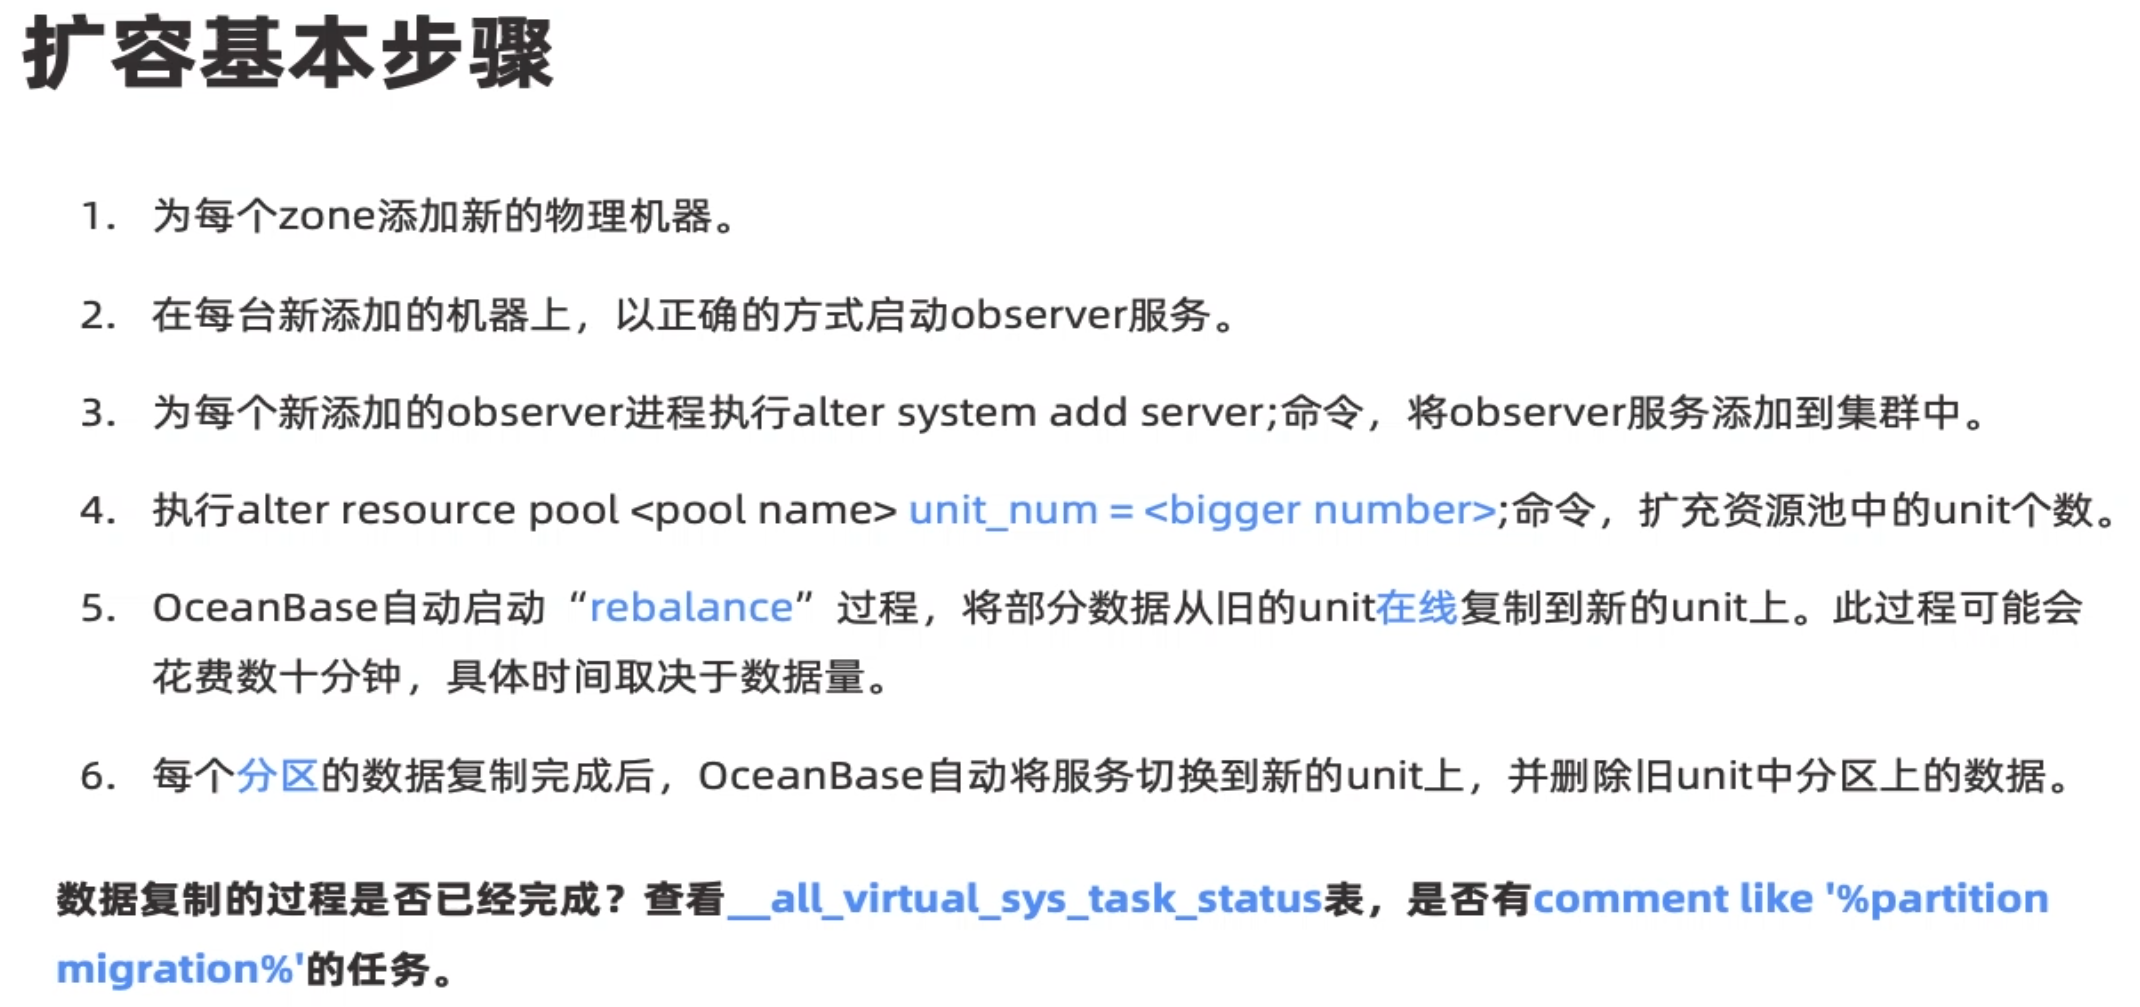 扩容基本步骤
1. 为每个zone添加新的物理机器。
2. 在每台新添加的机器上，以正确的方式启动observer服务。
3. 为每个新添加的observer进程执行alter system add server;命令，将observer服务添加到集群中。
4. 执行alter resource pool <pool name> unit_num = <bigger number>;命令，扩充资源池中的unit个数。
5. OceanBase自动启动“rebalance”过程，将部分数据从旧的unit在线复制到新的unit上。此过程可能会
花费数十分钟，具体时间取决于数据量。
6. 每个分区的数据复制完成后，OceanBase自动将服务切换到新的unit上，并删除旧unit中分区上的数据。
数据复制的过程是否已经完成？查看__all_virtual_sys_task_status表，是否有comment like '%partition
migration%'的任务。